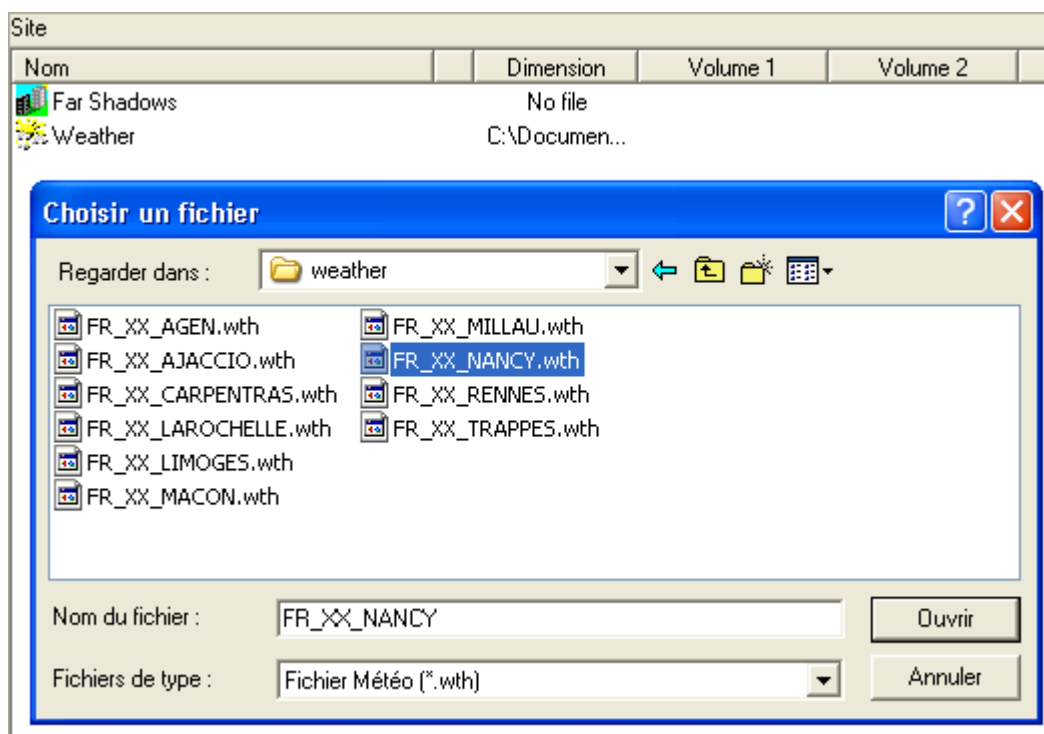 Site
Nom Dimension Volume 1 Volume 2
Far Shadows No file
Weather C:\Documen...
Choisir un fichier
Regarder dans : weather
FR_XX_AGEN.wth FR_XX_MILLAU.wth
FR_XX_AJACCIO.wth FR_XX_NANCY.wth
FR_XX_CARPENTRAS.wth FR_XX_RENNES.wth
FR_XX_LAROCHELLE.wth FR_XX_TRAPPES.wth
FR_XX_LIMOGES.wth
FR_XX_MACON.wth
Nom du fichier : FR_XX_NANCY Ouvrir
Fichiers de type : Fichier Météo (*.wth) Annuler